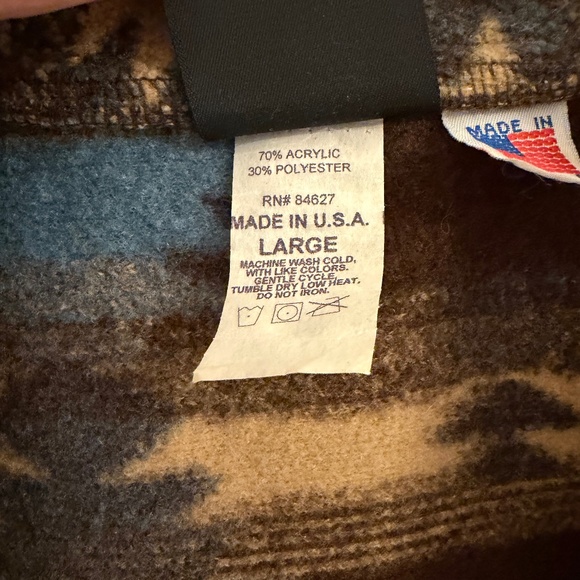 70% ACRYLIC
30% POLYESTER
RN# 84627
MADE IN U.S.A.
LARGE
MACHINE WASH COLD,
WITH LIKE COLORS.
GENTLE CYCLE,
TUMBLE DRY LOW HEAT,
DO NOT IRON.
MADE IN